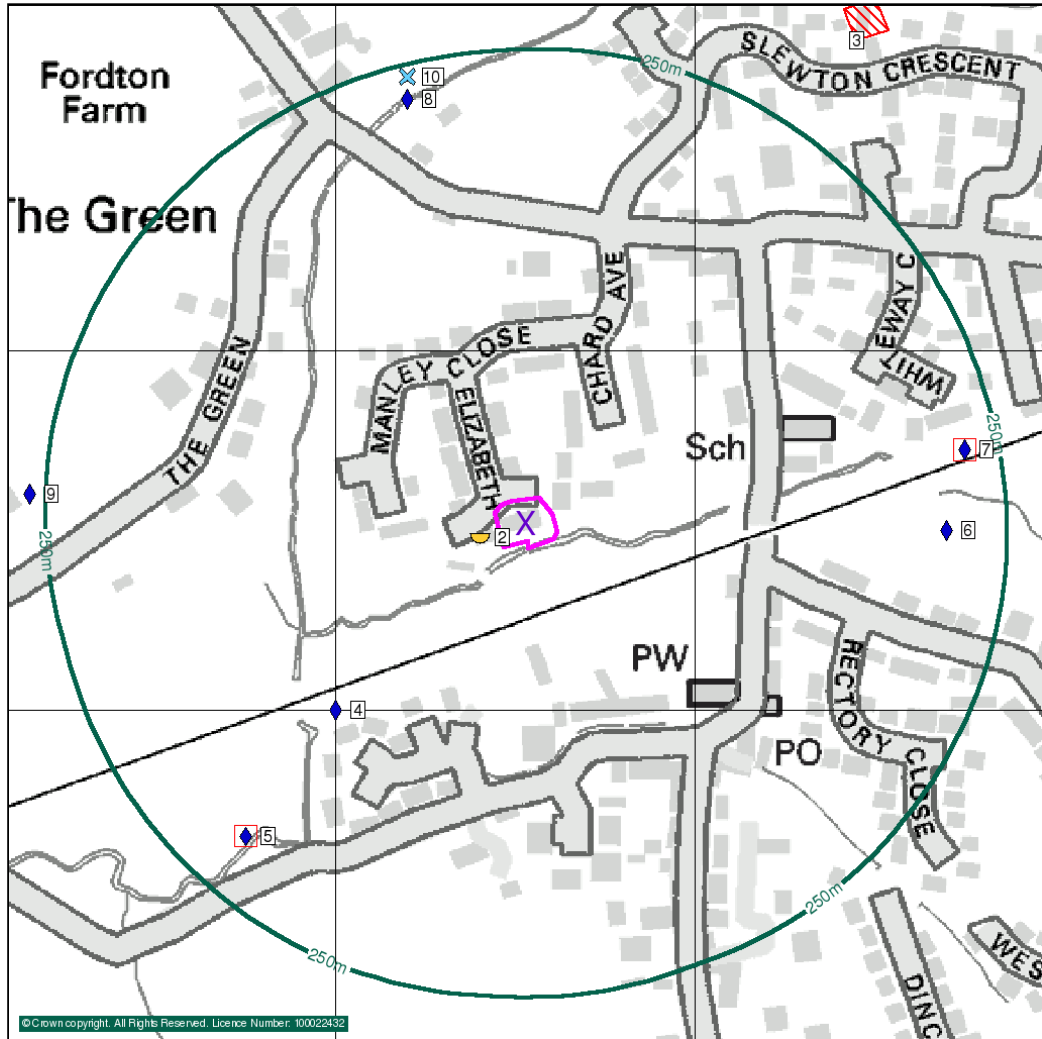 3
SLEWTON CRESCENT
250m
10
8
Fordton
Farm
The Green
CHARD AVE
WHITEWAY C
MANLEY CLOSE
ELIZABETH
THE GREEN
Sch
250m
7
9
250m
X
2
6
PW
RECTORY CLOSE
4
PO
5
250m
250m
WES
DINC
© Crown copyright. All Rights Reserved. Licence Number: 100022432